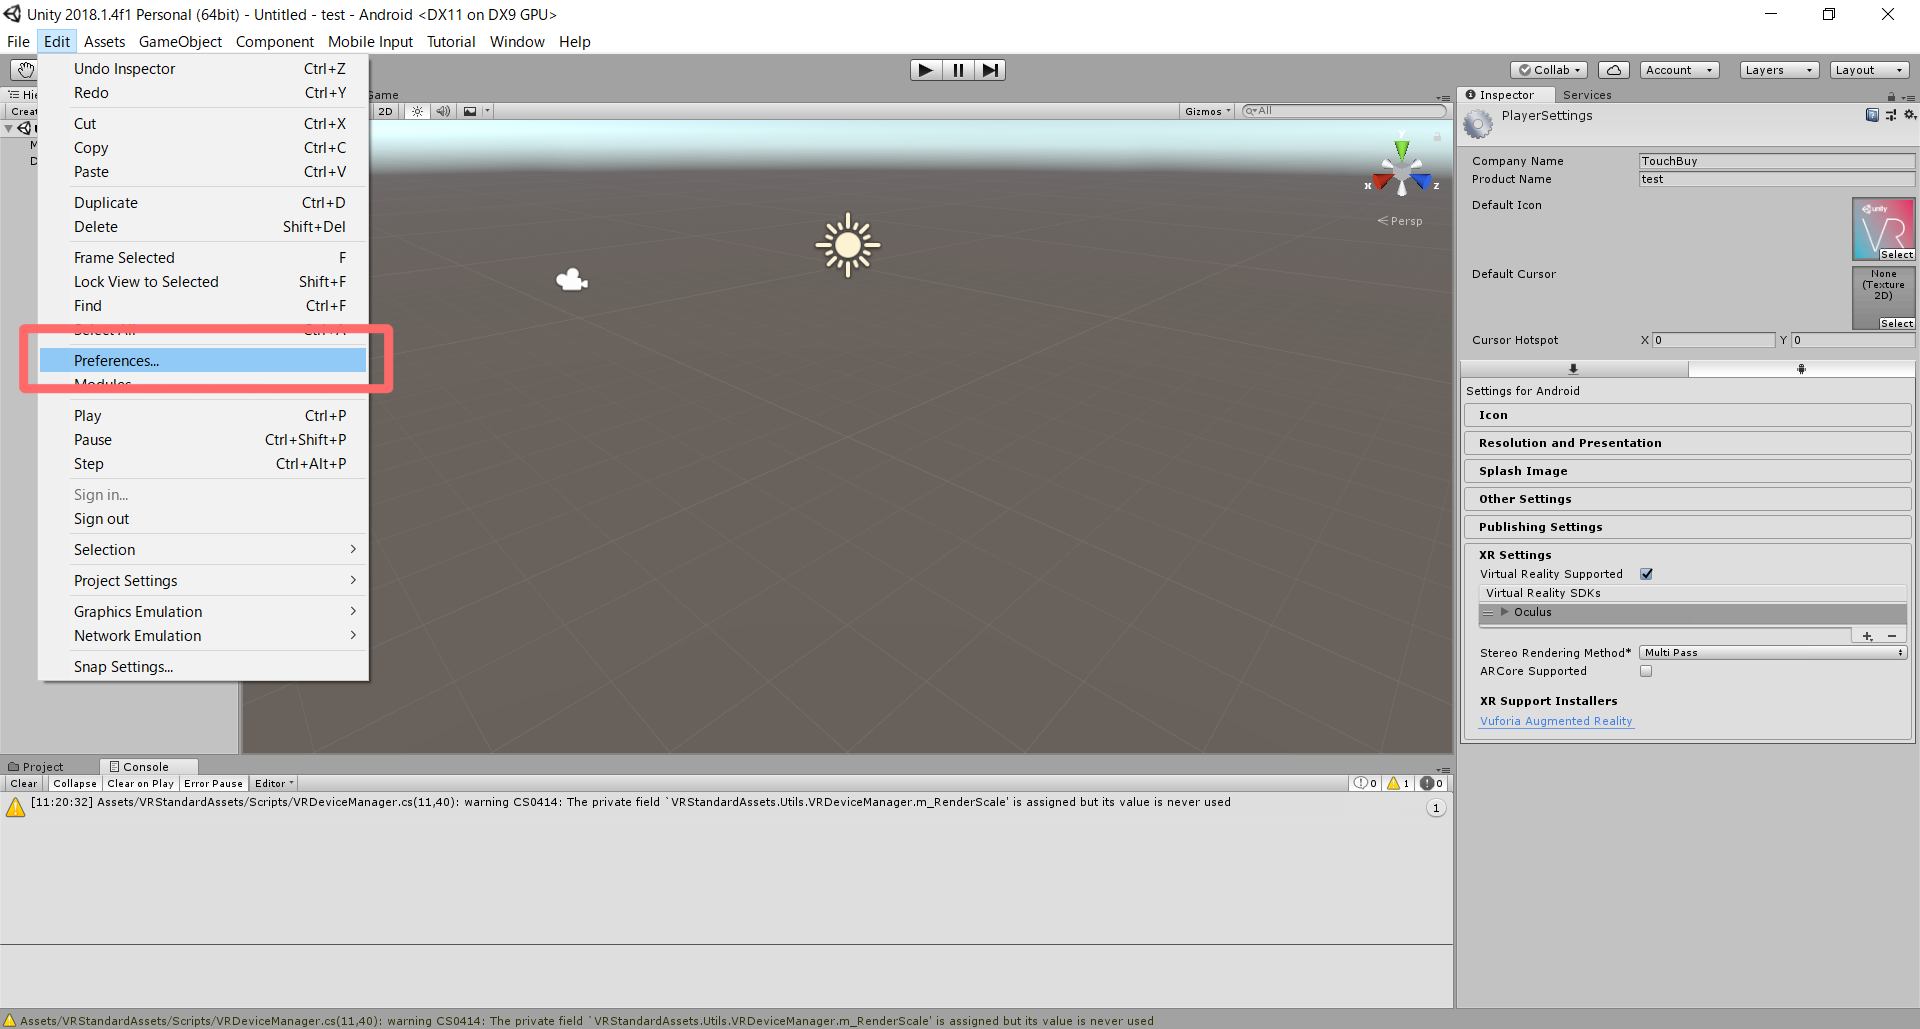 Unity 2018.1.4f1 Personal (64bit) - Untitled - test - Android <DX11 on DX9 GPU>
File Edit Assets GameObject Component Mobile Input Tutorial Window Help
Collab Account Layers Layout
Undo Inspector Ctrl+Z
Redo Ctrl+Y
Cut Ctrl+X
Copy Ctrl+C
Paste Ctrl+V
Duplicate Ctrl+D
Delete Shift+Del
Frame Selected F
Lock View to Selected Shift+F
Find Ctrl+F
Select All Ctrl+A
Preferences...
Modules...
Play Ctrl+P
Pause Ctrl+Shift+P
Step Ctrl+Alt+P
Sign in...
Sign out
Selection
Project Settings
Graphics Emulation
Network Emulation
Snap Settings...
Game
2D Gizmos All
y
x z
Persp
Inspector Services
PlayerSettings
Company Name TouchBuy
Product Name test
Default Icon
unity
VR
Select
Default Cursor
None
(Texture
2D)
Select
Cursor Hotspot X 0 Y 0
Settings for Android
Icon
Resolution and Presentation
Splash Image
Other Settings
Publishing Settings
XR Settings
Virtual Reality Supported
Virtual Reality SDKs
Oculus
+ −
Stereo Rendering Method* Multi Pass
ARCore Supported
XR Support Installers
Vuforia Augmented Reality
Project Console
Clear Collapse Clear on Play Error Pause Editor 0 1 0
[11:20:32] Assets/VRStandardAssets/Scripts/VRDeviceManager.cs(11,40): warning CS0414: The private field `VRStandardAssets.Utils.VRDeviceManager.m_RenderScale' is assigned but its value is never used
1
Assets/VRStandardAssets/Scripts/VRDeviceManager.cs(11,40): warning CS0414: The private field `VRStandardAssets.Utils.VRDeviceManager.m_RenderScale' is assigned but its value is never used